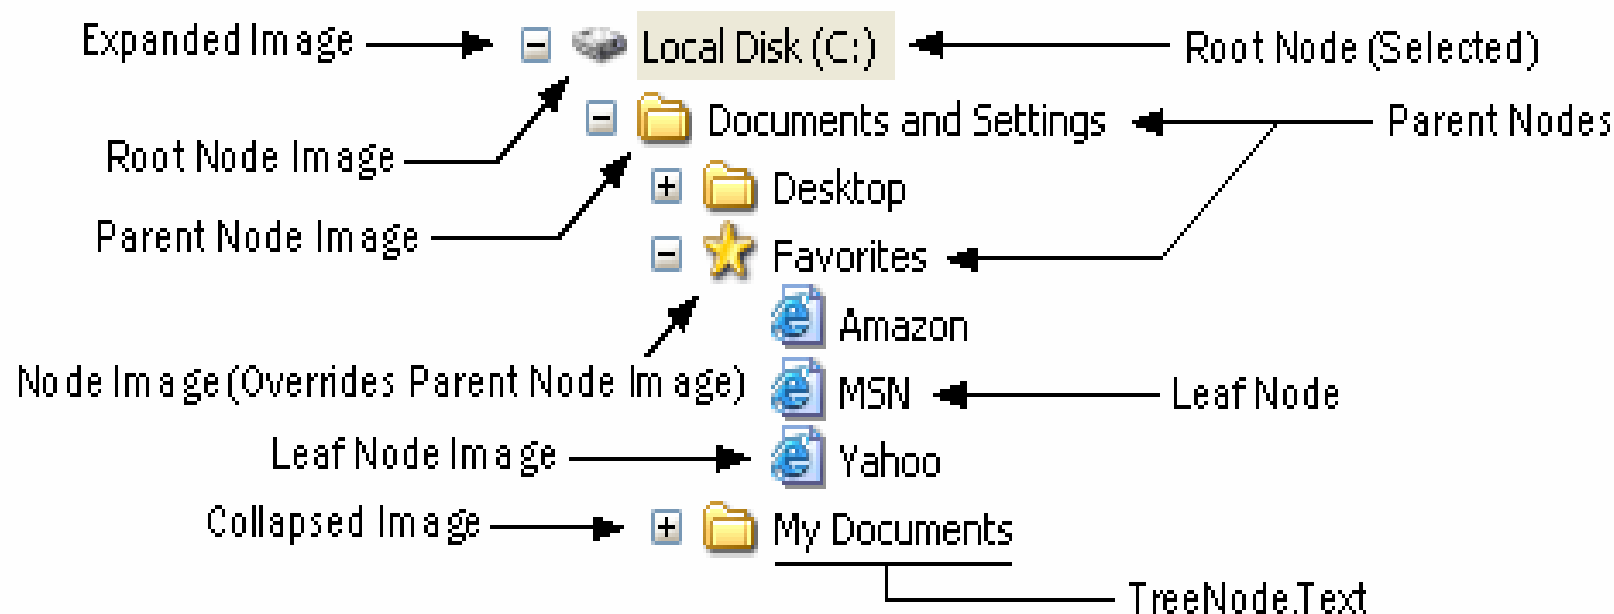 Expanded Image
Local Disk (C:)
Root Node (Selected)
Documents and Settings
Parent Nodes
Root Node Image
Desktop
Parent Node Image
Favorites
Amazon
Node Image (Overrides Parent Node Image)
MSN
Leaf Node
Leaf Node Image
Yahoo
Collapsed Image
My Documents
TreeNode.Text